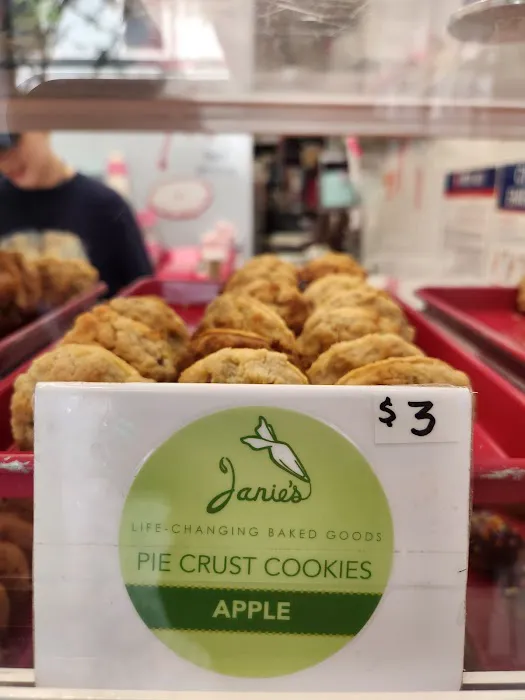 $3
Janie's
LIFE-CHANGING BAKED GOODS
PIE CRUST COOKIES
APPLE